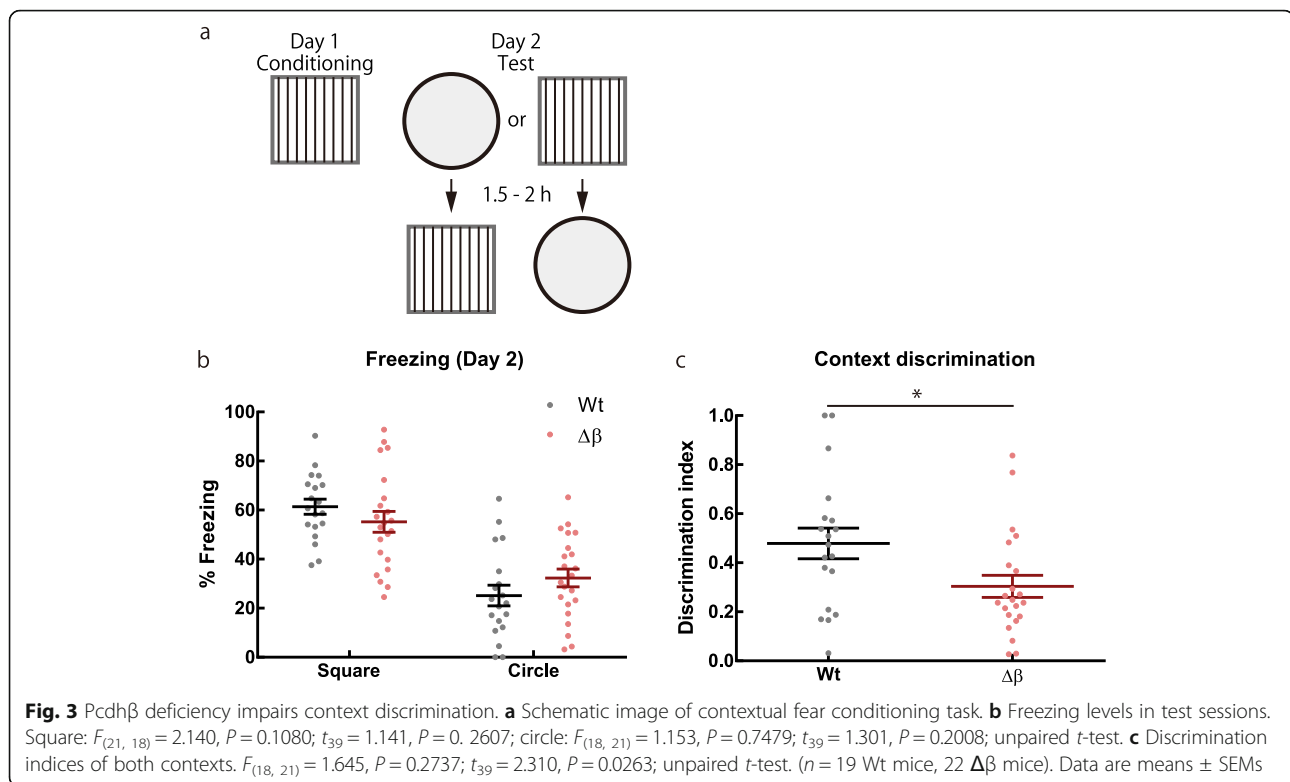 a
Day 1
Conditioning
Day 2
Test
or
1.5 - 2 h
b
Freezing (Day 2)
Wt
Δβ
% Freezing
100
80
60
40
20
0
Square
Circle
c
Context discrimination
*
Discrimination index
1.0
0.8
0.6
0.4
0.2
0.0
Wt
Δβ
Fig. 3 Pcdhβ deficiency impairs context discrimination. a Schematic image of contextual fear conditioning task. b Freezing levels in test sessions.
Square: F(21, 18) = 2.140, P = 0.1080; t39 = 1.141, P = 0. 2607; circle: F(18, 21) = 1.153, P = 0.7479; t39 = 1.301, P = 0.2008; unpaired t-test. c Discrimination
indices of both contexts. F(18, 21) = 1.645, P = 0.2737; t39 = 2.310, P = 0.0263; unpaired t-test. (n = 19 Wt mice, 22 Δβ mice). Data are means ± SEMs